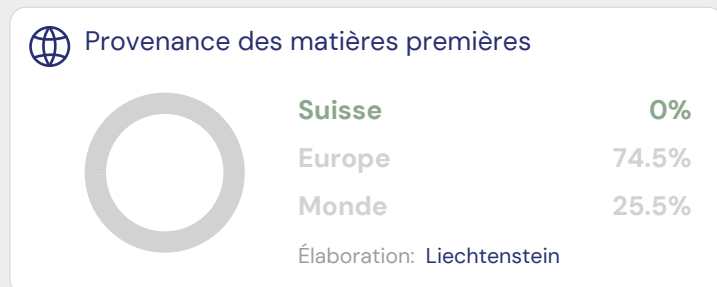 Provenance des matières premières
Suisse 0%
Europe 74.5%
Monde 25.5%
Élaboration: Liechtenstein